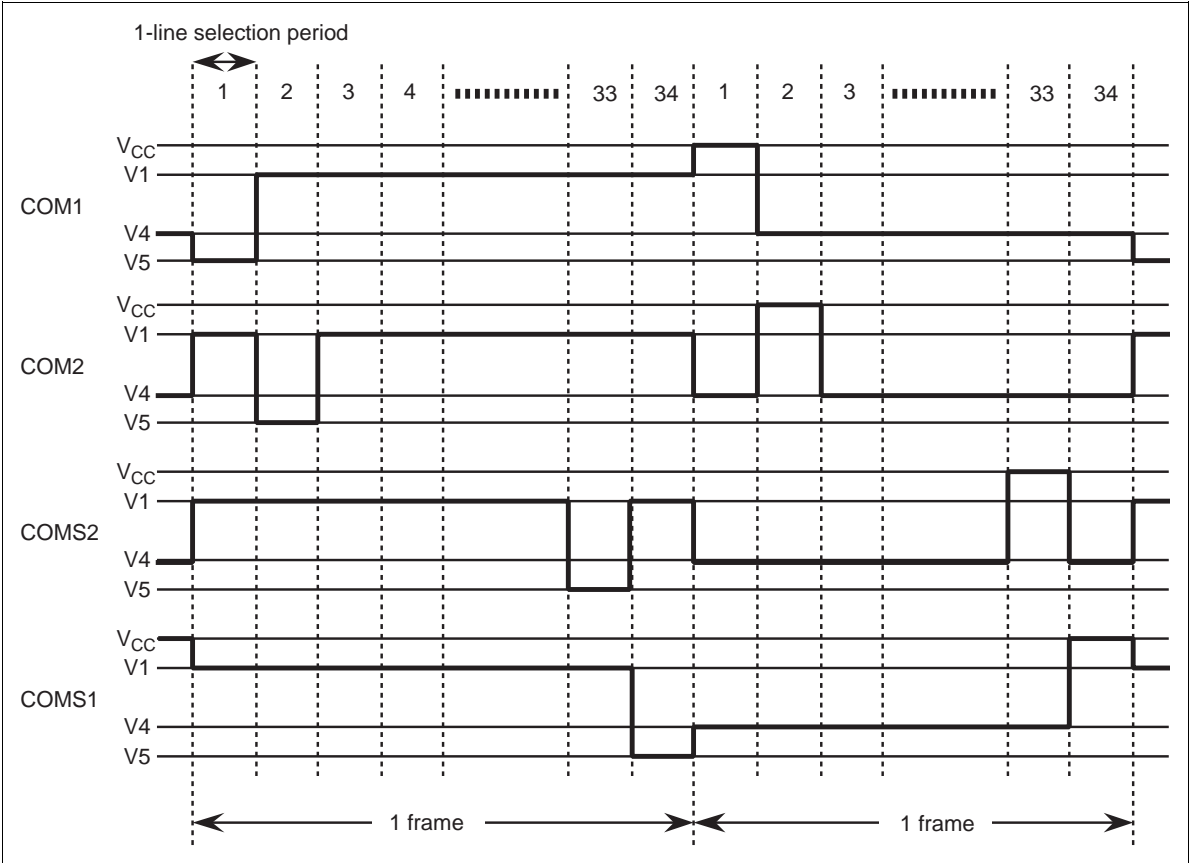 1-line selection period
1 2 3 4 33 34 1 2 3 33 34
VCC
V1
COM1
V4
V5
VCC
V1
COM2
V4
V5
VCC
V1
COMS2
V4
V5
VCC
V1
COMS1
V4
V5
1 frame 1 frame